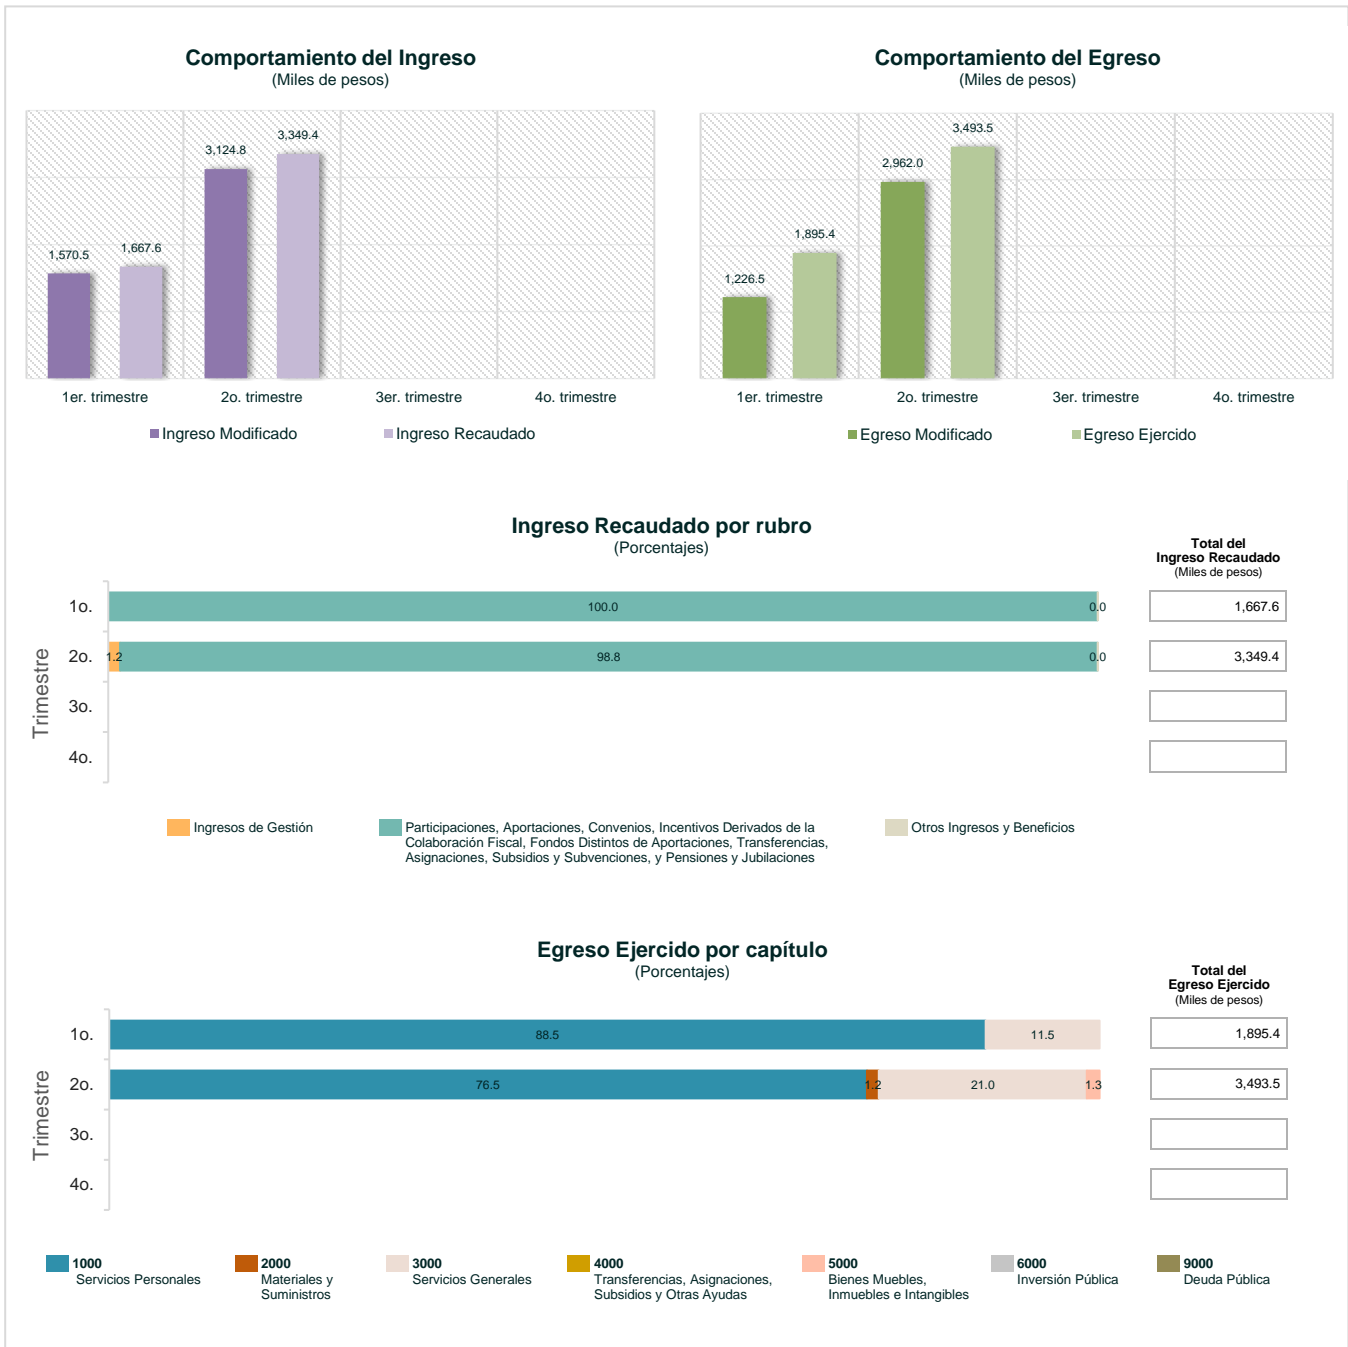 Comportamiento del Ingreso
(Miles de pesos)
3,349.4
3,124.8
1,667.6
1,570.5
1er. trimestre 2o. trimestre 3er. trimestre 4o. trimestre
Ingreso Modificado Ingreso Recaudado
Comportamiento del Egreso
(Miles de pesos)
3,493.5
2,962.0
1,895.4
1,226.5
1er. trimestre 2o. trimestre 3er. trimestre 4o. trimestre
Egreso Modificado Egreso Ejercido
Ingreso Recaudado por rubro
(Porcentajes)
Total del
Ingreso Recaudado
(Miles de pesos)
Trimestre
1o. 100.0 0.0 1,667.6
2o. 1.2 98.8 0.0 3,349.4
3o.
4o.
Ingresos de Gestión
Participaciones, Aportaciones, Convenios, Incentivos Derivados de la
Colaboración Fiscal, Fondos Distintos de Aportaciones, Transferencias,
Asignaciones, Subsidios y Subvenciones, y Pensiones y Jubilaciones
Otros Ingresos y Beneficios
Egreso Ejercido por capítulo
(Porcentajes)
Total del
Egreso Ejercido
(Miles de pesos)
Trimestre
1o. 88.5 11.5 1,895.4
2o. 76.5 1.2 21.0 1.3 3,493.5
3o.
4o.
1000
Servicios Personales
2000
Materiales y
Suministros
3000
Servicios Generales
4000
Transferencias, Asignaciones,
Subsidios y Otras Ayudas
5000
Bienes Muebles,
Inmuebles e Intangibles
6000
Inversión Pública
9000
Deuda Pública